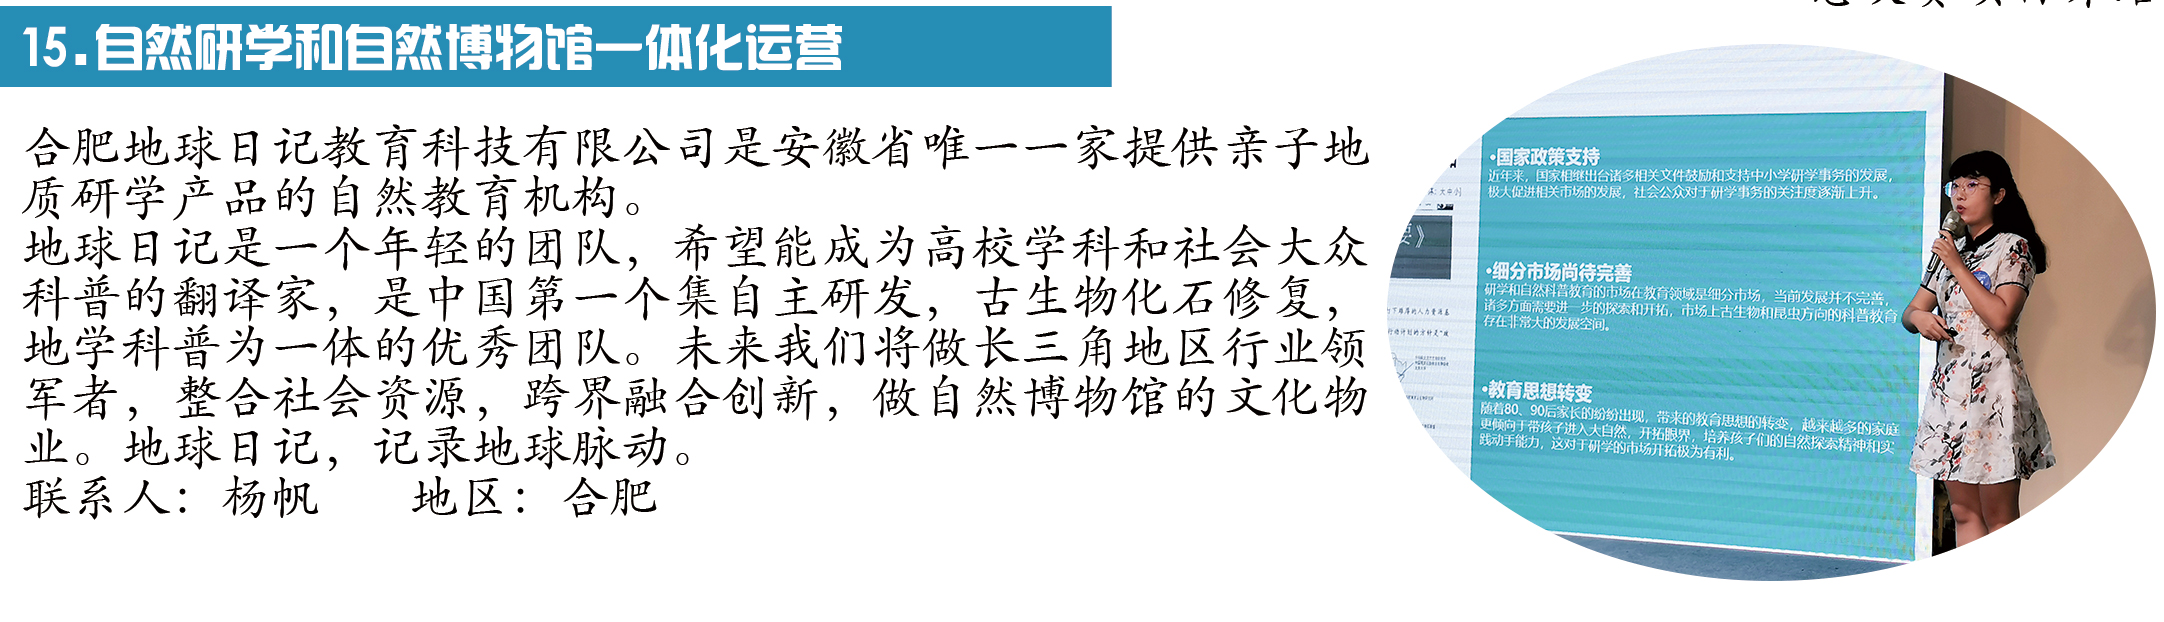 15.自然研学和自然博物馆一体化运营
合肥地球日记教育科技有限公司是安徽省唯一一家提供亲子地
质研学产品的自然教育机构。
地球日记是一个年轻的团队，希望能成为高校学科和社会大众
科普的翻译家，是中国第一个集自主研发，古生物化石修复，
地学科普为一体的优秀团队。未来我们将做长三角地区行业领
军者，整合社会资源，跨界融合创新，做自然博物馆的文化物
业。地球日记，记录地球脉动。
联系人：杨帆 地区：合肥
·国家政策支持
近年来，国家相继出台诸多相关文件鼓励和支持中小学研学事务的发展，
极大促进相关市场的发展，社会公众对于研学事务的关注度逐渐上升。
·细分市场尚待完善
研学和自然科普教育的市场在教育领域是细分市场，当前发展并不完善，
诸多方面需要进一步的探索和开拓，市场上古生物和昆虫方向的科普教育
存在非常大的发展空间。
·教育思想转变
随着80、90后家长的纷纷出现，带来的教育思想的转变，越来越多的家庭
更倾向于带孩子进入大自然，开拓眼界，培养孩子们的自然探索精神和实
践动手能力，这对于研学的市场开拓极为有利。